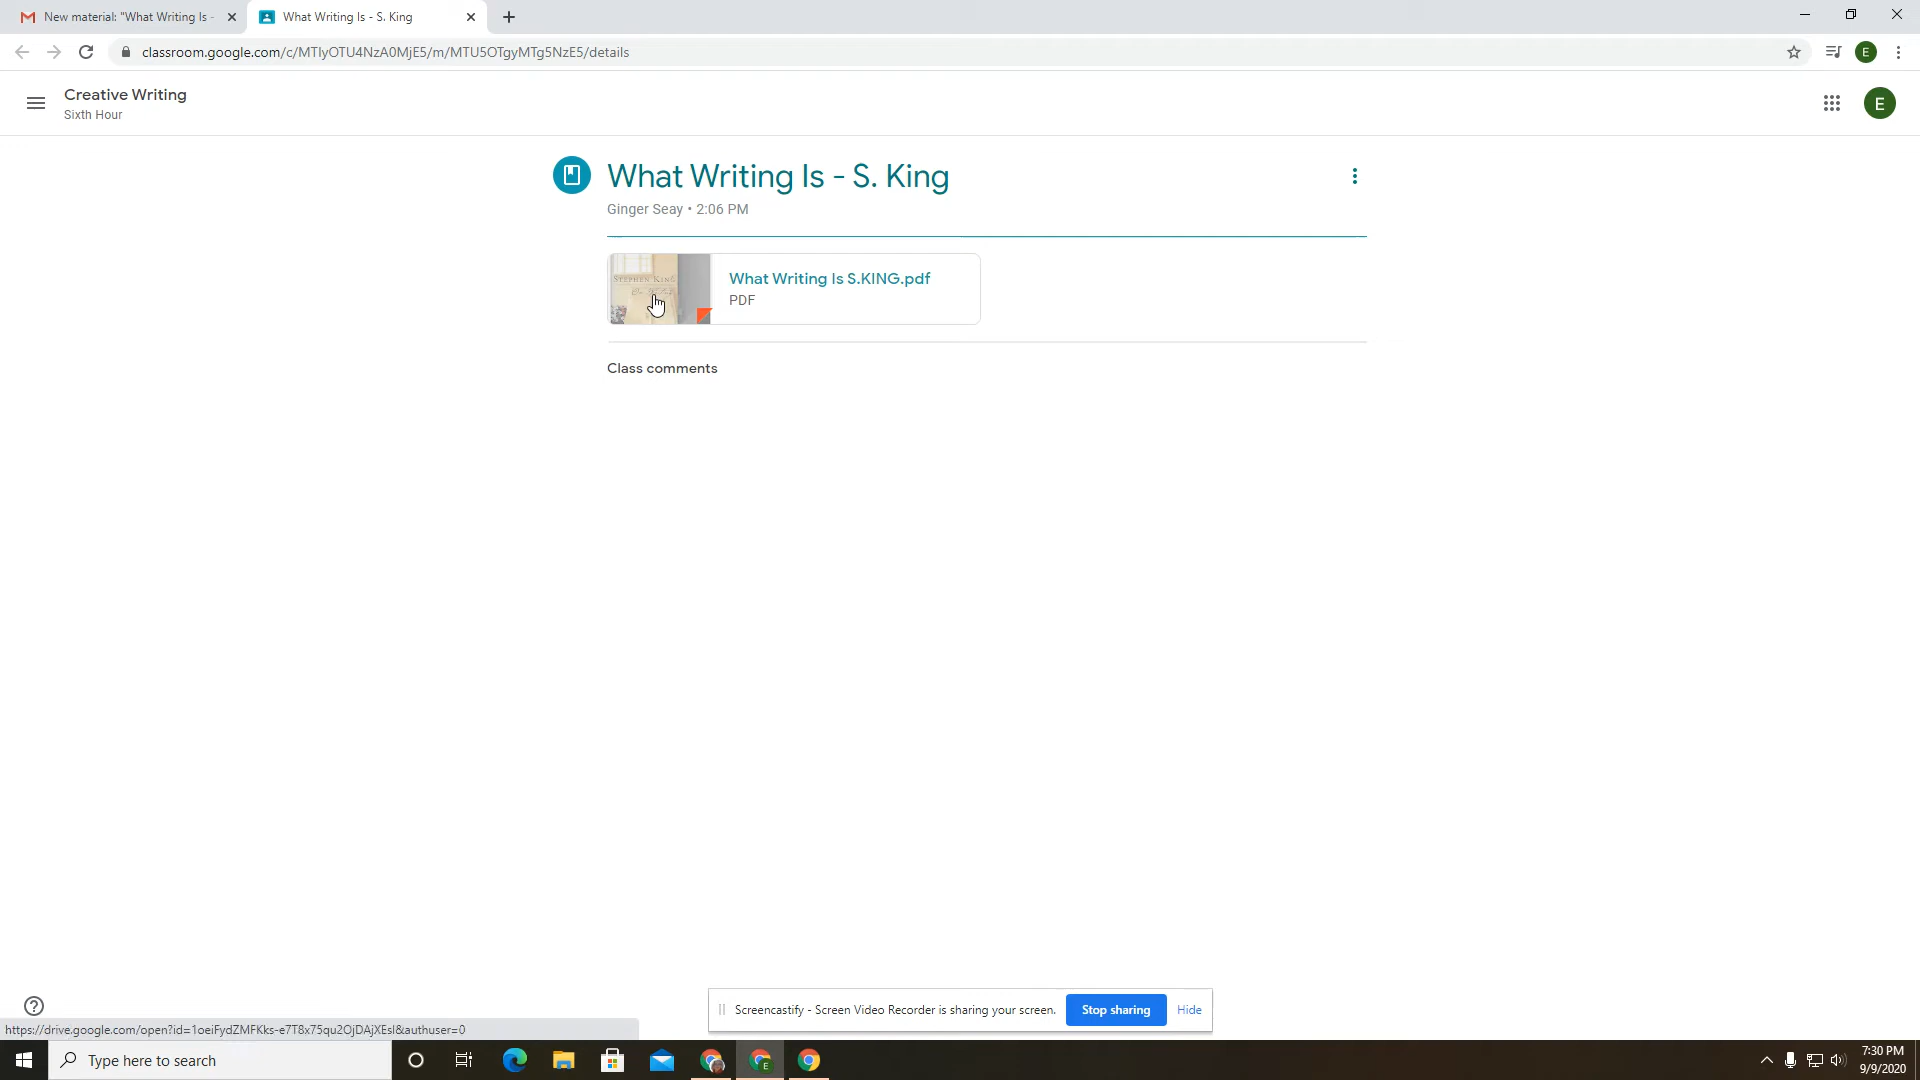 New material: "What Writing Is -
What Writing Is - S. King
classroom.google.com/c/MTIyOTU4NzA0MjE5/m/MTU5OTgyMTg5NzE5/details
E
Creative Writing
Sixth Hour
E
What Writing Is - S. King
Ginger Seay • 2:06 PM
STEPHEN KING
On Writing
What Writing Is S.KING.pdf
PDF
Class comments
Screencastify - Screen Video Recorder is sharing your screen.
Stop sharing
Hide
https://drive.google.com/open?id=1oeiFydZMFKks-e7T8x75qu2OjDAjXEsI&authuser=0
Type here to search
E
7:30 PM
9/9/2020